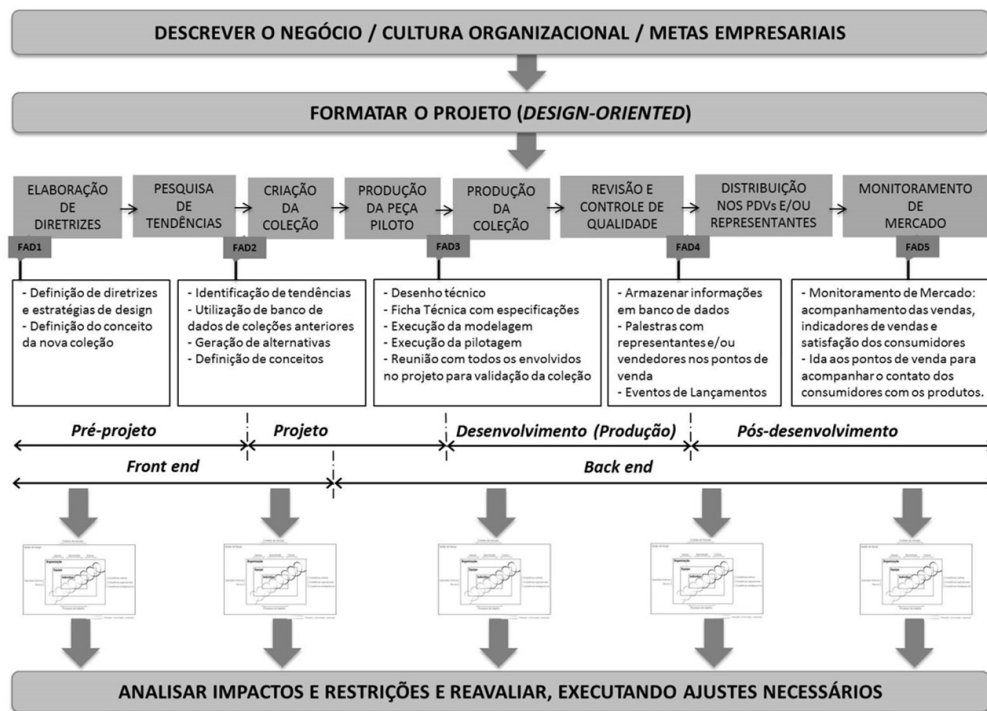 DESCREVER O NEGÓCIO / CULTURA ORGANIZACIONAL / METAS EMPRESARIAIS
FORMATAR O PROJETO (DESIGN-ORIENTED)
ELABORAÇÃO
DE
DIRETRIZES
PESQUISA
DE
TENDÊNCIAS
CRIAÇÃO
DA
COLEÇÃO
PRODUÇÃO
DA PEÇA
PILOTO
PRODUÇÃO
DA
COLEÇÃO
REVISÃO E
CONTROLE DE
QUALIDADE
DISTRIBUIÇÃO
NOS PDVs E/OU
REPRESENTANTES
MONITORAMENTO
DE
MERCADO
FAD1
FAD2
FAD3
FAD4
FAD5
- Definição de diretrizes
e estratégias de design
- Definição do conceito
da nova coleção
- Identificação de tendências
- Utilização de banco de
dados de coleções anteriores
- Geração de alternativas
- Definição de conceitos
- Desenho técnico
- Ficha Técnica com especificações
- Execução da modelagem
- Execução da pilotagem
- Reunião com todos os envolvidos
no projeto para validação da coleção
- Armazenar informações
em banco de dados
- Palestras com
representantes e/ou
vendedores nos pontos de
venda
- Eventos de Lançamentos
- Monitoramento de Mercado:
acompanhamento das vendas,
indicadores de vendas e
satisfação dos consumidores
- Ida aos pontos de venda para
acompanhar o contato dos
consumidores com os produtos.
Pré-projeto
Projeto
Desenvolvimento (Produção)
Pós-desenvolvimento
Front end
Back end
ANALISAR IMPACTOS E RESTRIÇÕES E REAVALIAR, EXECUTANDO AJUSTES NECESSÁRIOS